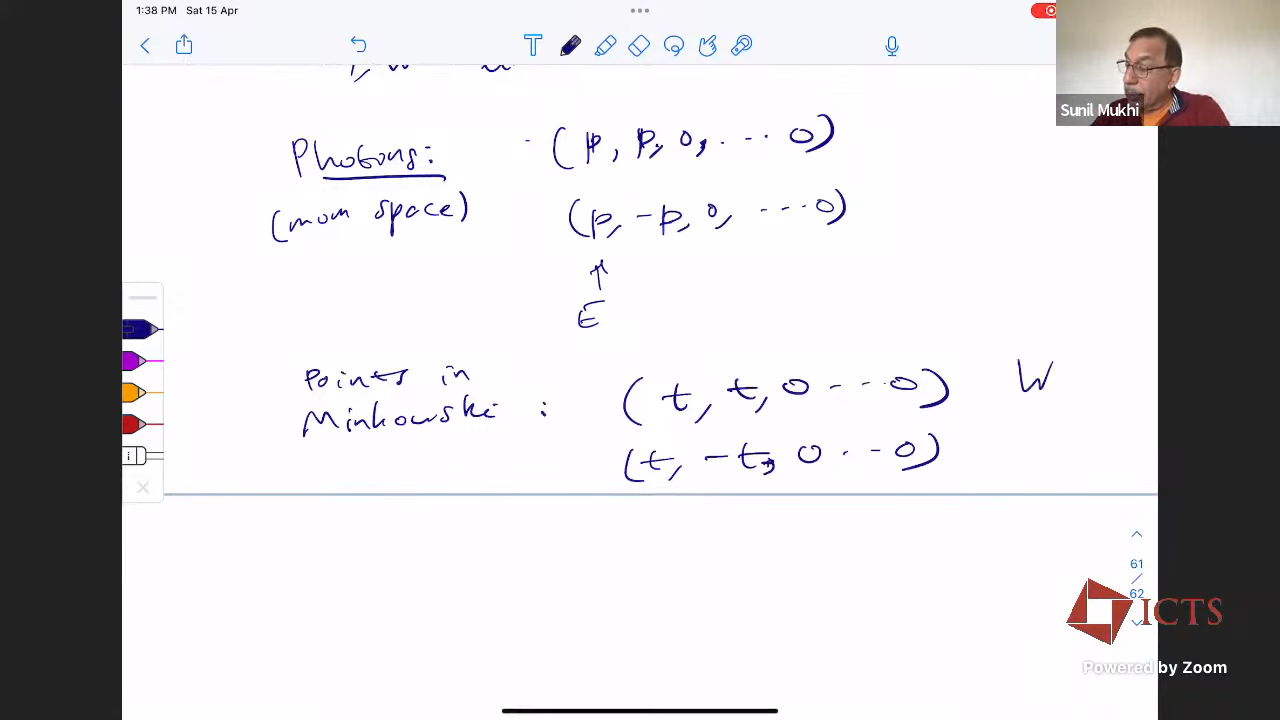 1:38 PM Sat 15 Apr
Sunil Mukhi
Photons: (p, p, 0, ... 0)
(mom space) (p, -p, 0, ... 0)
↑
E
Points in
Minkowski : (t, t, 0 ... 0) W
(t, -t, 0 ... 0)
61
/
62
ICTS
Powered by Zoom